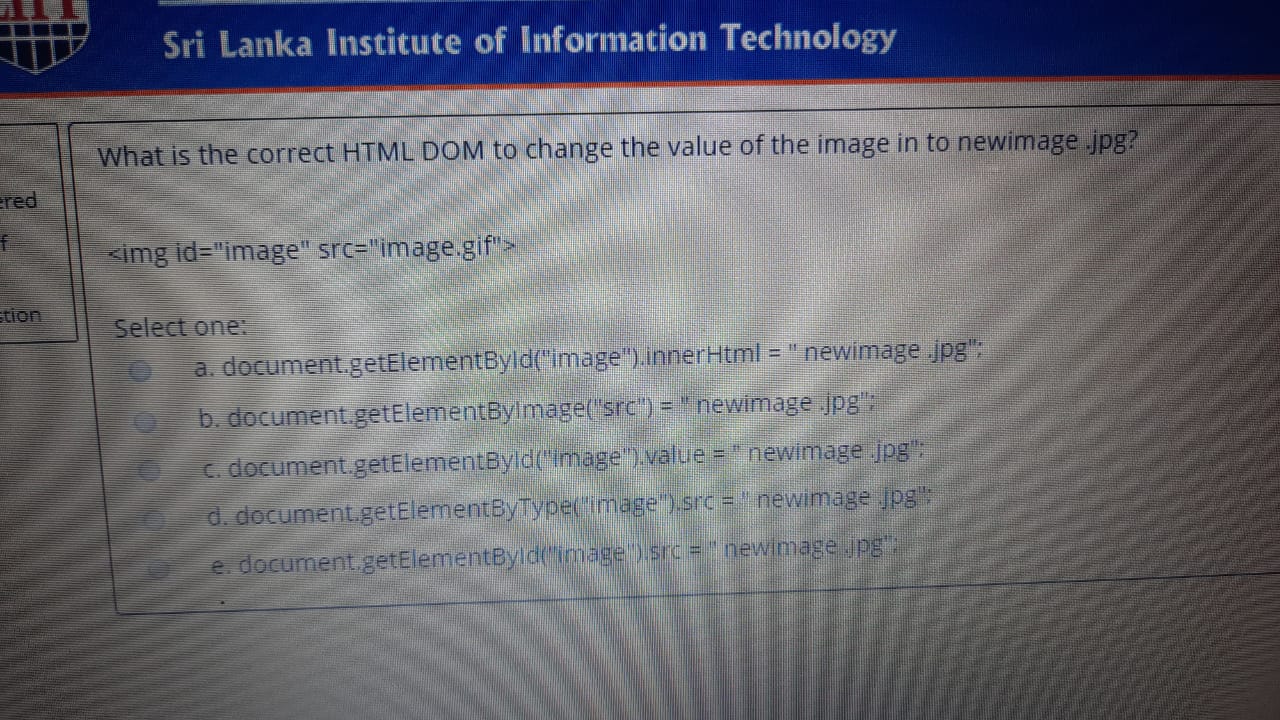 Sri Lanka Institute of Information Technology
What is the correct HTML DOM to change the value of the image in to newimage .jpg?
ered
f
<img id="image" src="image.gif">
stion
Select one:
a. document.getElementById("image").innerHtml = " newimage .jpg";
b. document.getElementByImage("src") = " newimage .jpg";
c. document.getElementById("image").value = " newimage .jpg";
d. document.getElementByType("image").src = " newimage .jpg";
e. document.getElementById("image").src = " newimage .jpg";